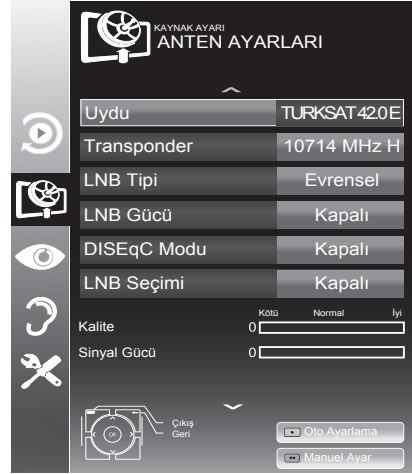 KAYNAK AYARI
ANTEN AYARLARI
Uydu TURKSAT 42.0 E
Transponder 10714 MHz H
LNB Tipi Evrensel
LNB Gücü Kapalı
DISEqC Modu Kapalı
LNB Seçimi Kapalı
Kötü Normal İyi
Kalite 0
Sinyal Gücü 0
Çıkış
Geri
OK
Oto Ayarlama
Manuel Ayar